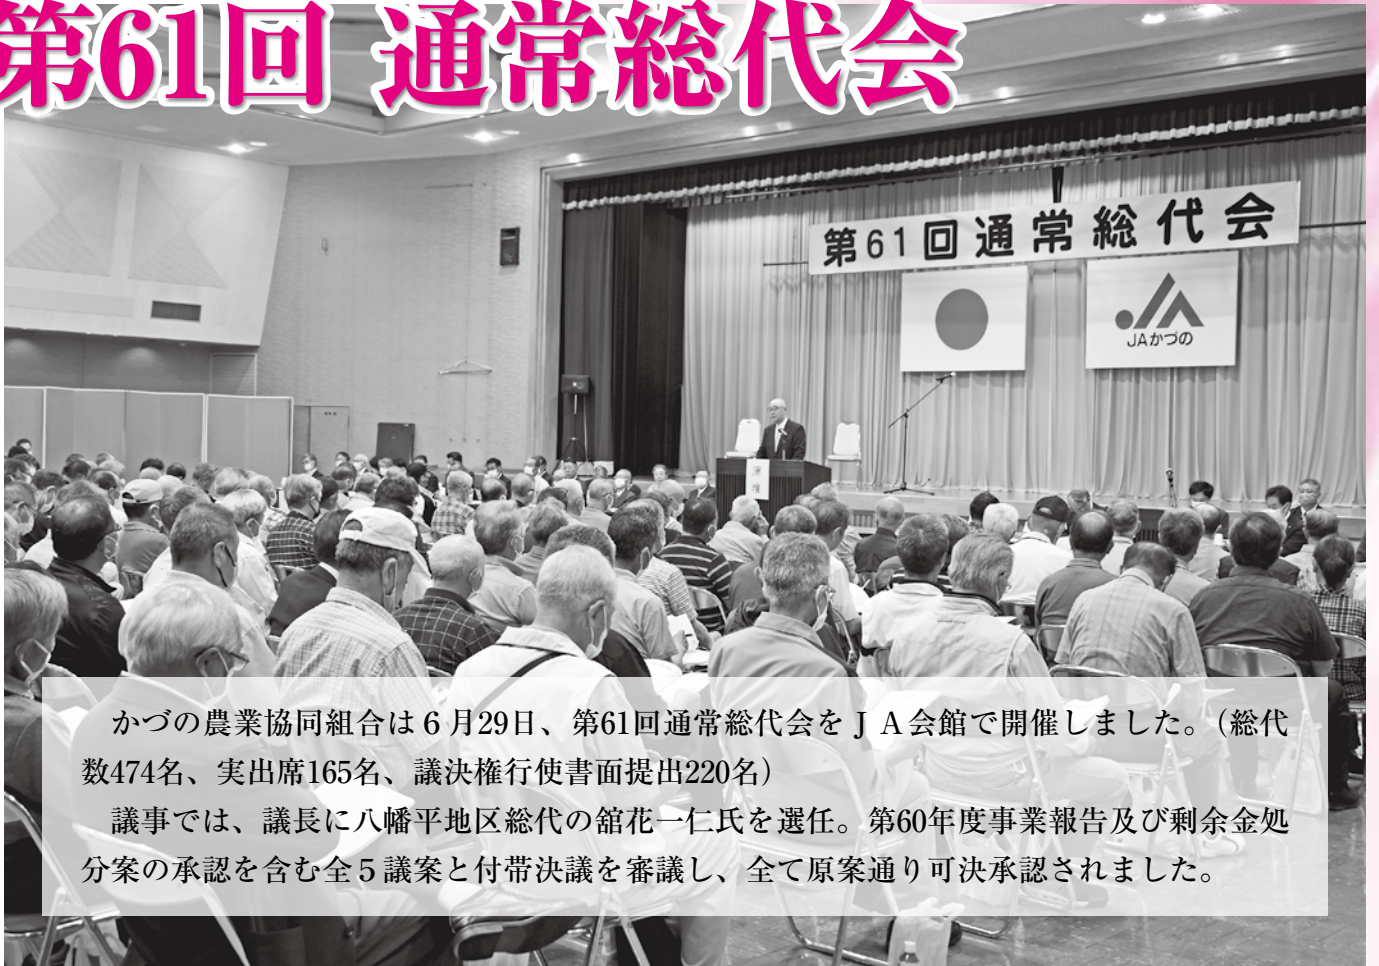 第61回 通常総代会
第61回通常総代会
JAかづの
演壇
かづの農業協同組合は６月29日、第61回通常総代会をＪＡ会館で開催しました。（総代
数474名、実出席165名、議決権行使書面提出220名）
議事では、議長に八幡平地区総代の舘花一仁氏を選任。第60年度事業報告及び剰余金処
分案の承認を含む全５議案と付帯決議を審議し、全て原案通り可決承認されました。